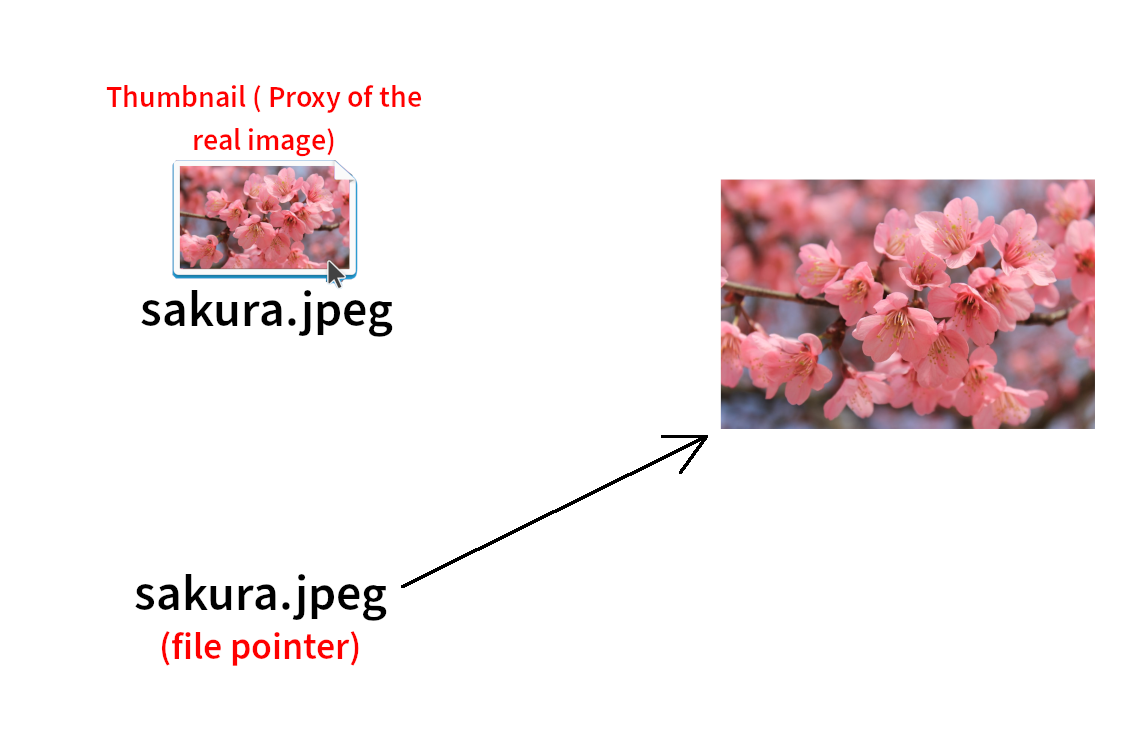 Thumbnail ( Proxy of the
real image)
sakura.jpeg
sakura.jpeg
(file pointer)